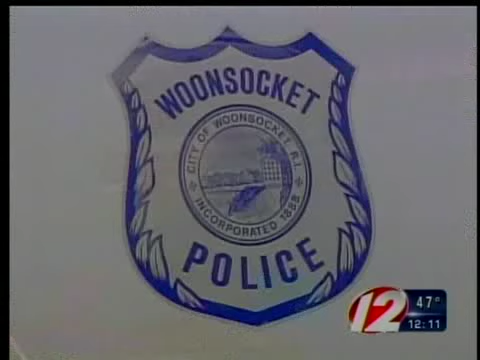 WOONSOCKET
CITY OF WOONSOCKET, R.I.
INCORPORATED 1888
POLICE
12
47°
12:11